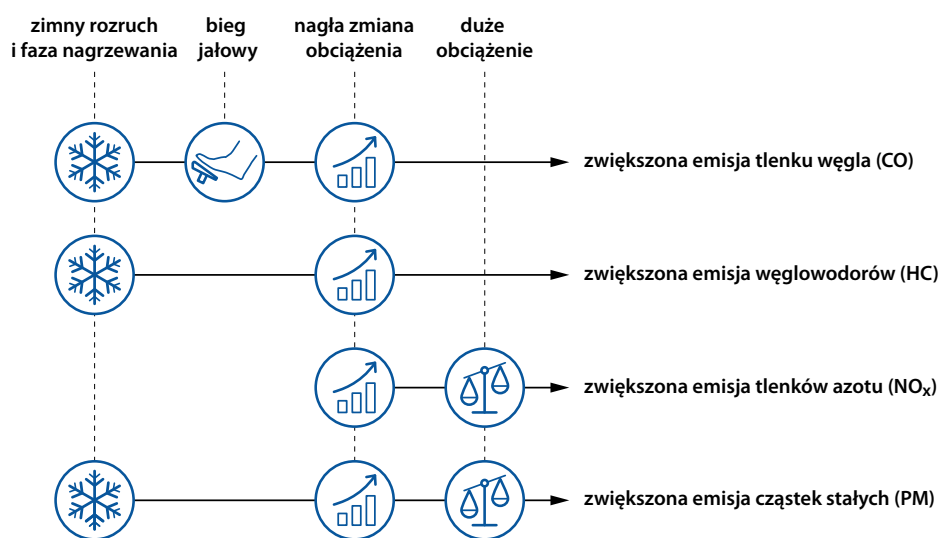 zimny rozruch
i faza nagrzewania
bieg
jałowy
nagła zmiana
obciążenia
duże
obciążenie
zwiększona emisja tlenku węgla (CO)
zwiększona emisja węglowodorów (HC)
zwiększona emisja tlenków azotu (NOx)
zwiększona emisja cząstek stałych (PM)